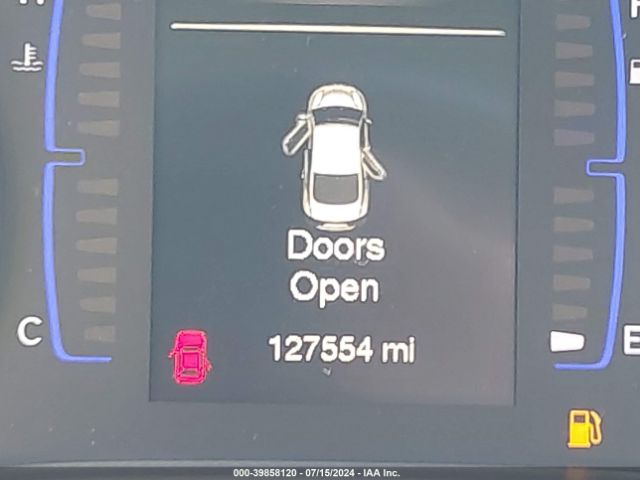 Doors
Open
127554 mi
C
E
000-39858120 - 07/15/2024 - IAA Inc.